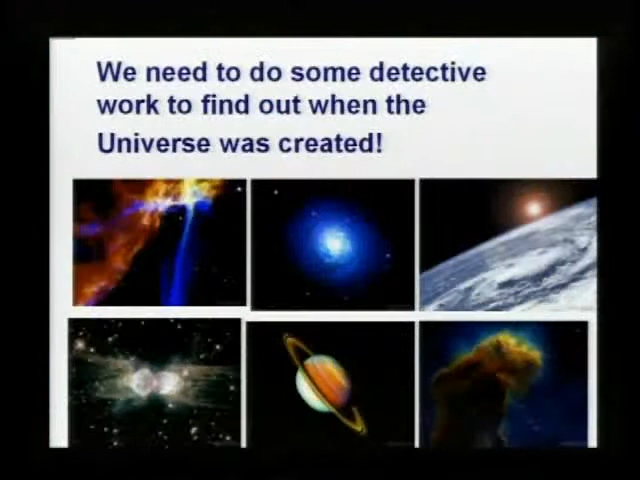 We need to do some detective
work to find out when the
Universe was created!